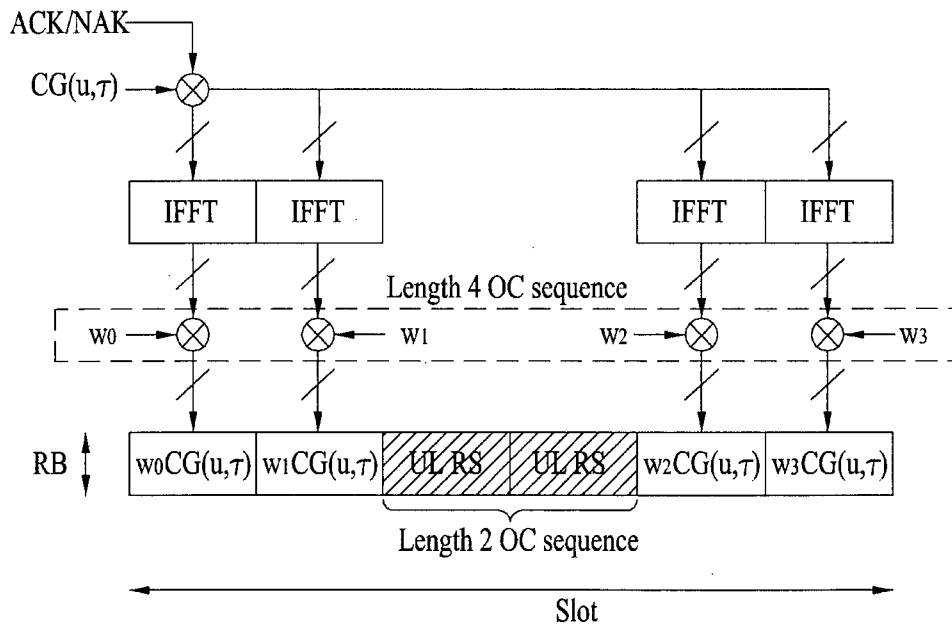 ACK/NAK
CG(u,τ)
IFFT IFFT IFFT IFFT
Length 4 OC sequence
w0 w1 w2 w3
RB w0CG(u,τ) w1CG(u,τ) UL RS UL RS w2CG(u,τ) w3CG(u,τ)
Length 2 OC sequence
Slot